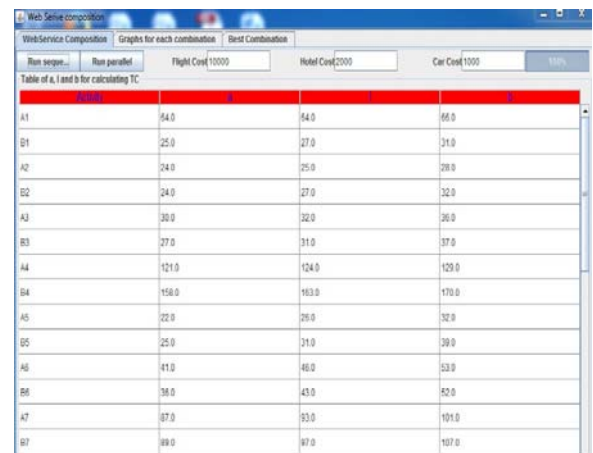 Web Serive composition
WebService Composition Graphs for each combination Best Combination
Run seque... Run parallel Flight Cost 10000 Hotel Cost 2000 Car Cost 1000 100%
Table of a, l and b for calculating TC
a l b
A1 64.0 64.0 66.0
B1 25.0 27.0 31.0
A2 24.0 25.0 28.0
B2 24.0 27.0 32.0
A3 30.0 32.0 36.0
B3 27.0 31.0 37.0
A4 121.0 124.0 129.0
B4 158.0 163.0 170.0
A5 22.0 26.0 32.0
B5 25.0 31.0 39.0
A6 41.0 46.0 53.0
B6 36.0 43.0 52.0
A7 87.0 93.0 101.0
B7 89.0 97.0 107.0